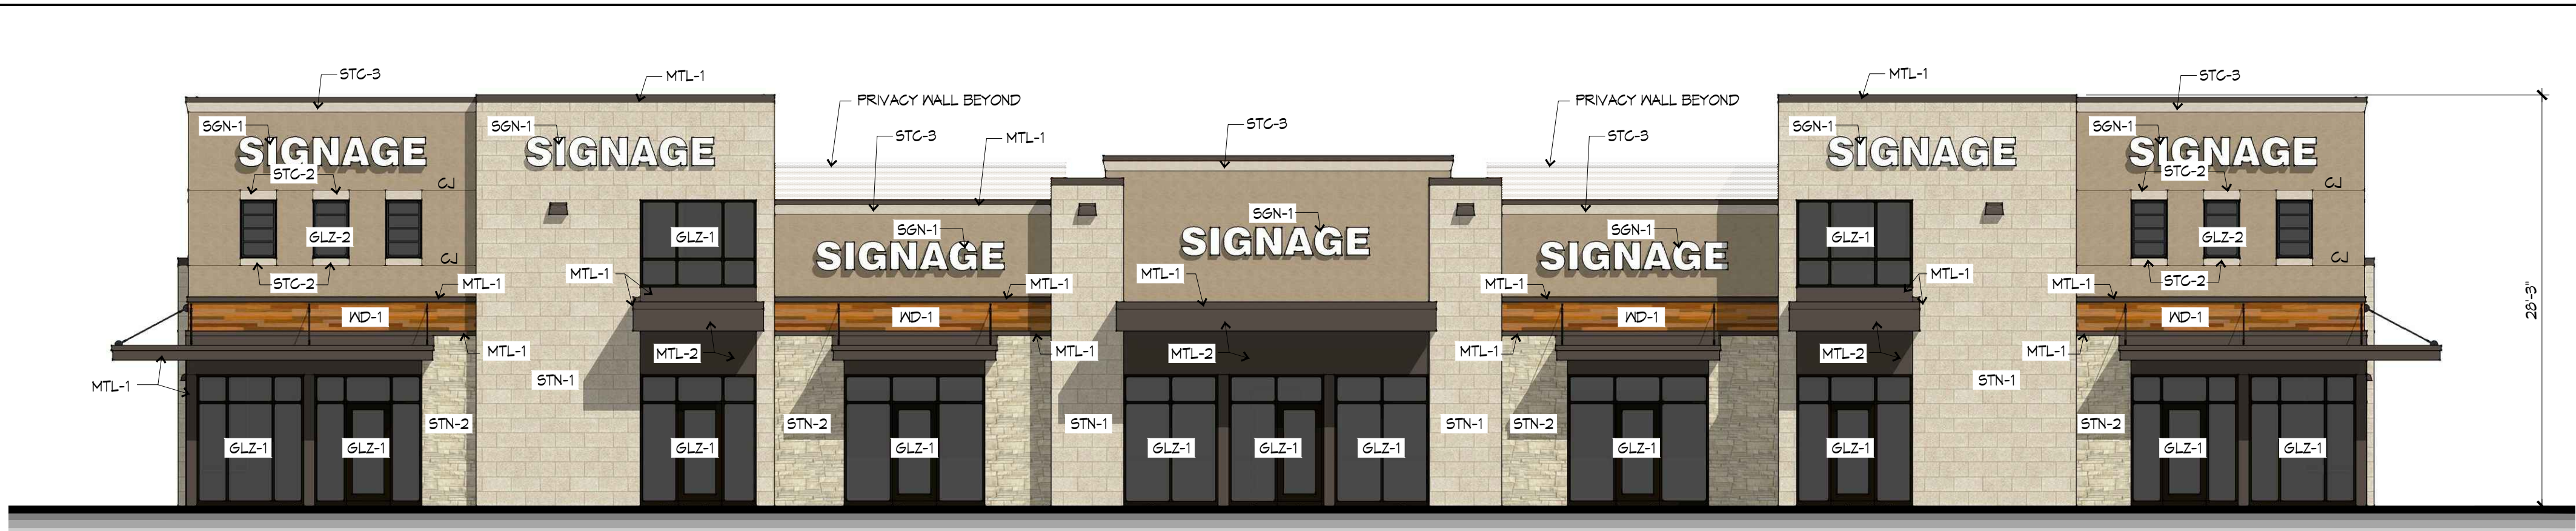 STC-3
MTL-1
MTL-1
STC-3
PRIVACY WALL BEYOND
PRIVACY WALL BEYOND
SGN-1
SGN-1
STC-3
SGN-1
SGN-1
STC-3
MTL-1
STC-3
SIGNAGE
SIGNAGE
SIGNAGE
SIGNAGE
STC-2
STC-2
CJ
CJ
SGN-1
SGN-1
SGN-1
GLZ-2
GLZ-1
SIGNAGE
SIGNAGE
SIGNAGE
GLZ-1
GLZ-2
CJ
CJ
STC-2
MTL-1
MTL-1
MTL-1
MTL-1
MTL-1
MTL-1
MTL-1
STC-2
28'-3"
WD-1
WD-1
WD-1
WD-1
MTL-1
MTL-2
MTL-1
MTL-2
MTL-1
MTL-2
MTL-1
MTL-1
STN-1
STN-1
STN-2
STN-2
STN-1
STN-1
STN-2
STN-2
GLZ-1
GLZ-1
GLZ-1
GLZ-1
GLZ-1
GLZ-1
GLZ-1
GLZ-1
GLZ-1
GLZ-1
GLZ-1